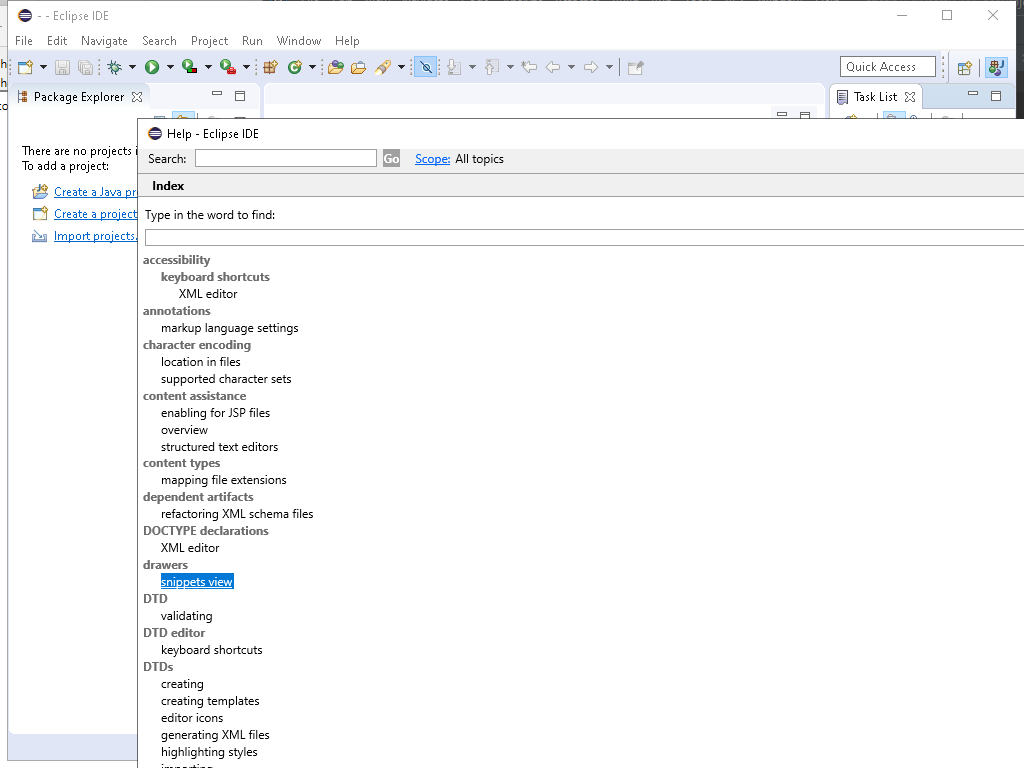 - - Eclipse IDE
File Edit Navigate Search Project Run Window Help
Quick Access
Package Explorer
Task List
There are no projects i
To add a project:
Create a Java pr
Create a project
Import projects.
Help - Eclipse IDE
Search: Go Scope: All topics
Index
Type in the word to find:
accessibility
keyboard shortcuts
XML editor
annotations
markup language settings
character encoding
location in files
supported character sets
content assistance
enabling for JSP files
overview
structured text editors
content types
mapping file extensions
dependent artifacts
refactoring XML schema files
DOCTYPE declarations
XML editor
drawers
snippets view
DTD
validating
DTD editor
keyboard shortcuts
DTDs
creating
creating templates
editor icons
generating XML files
highlighting styles